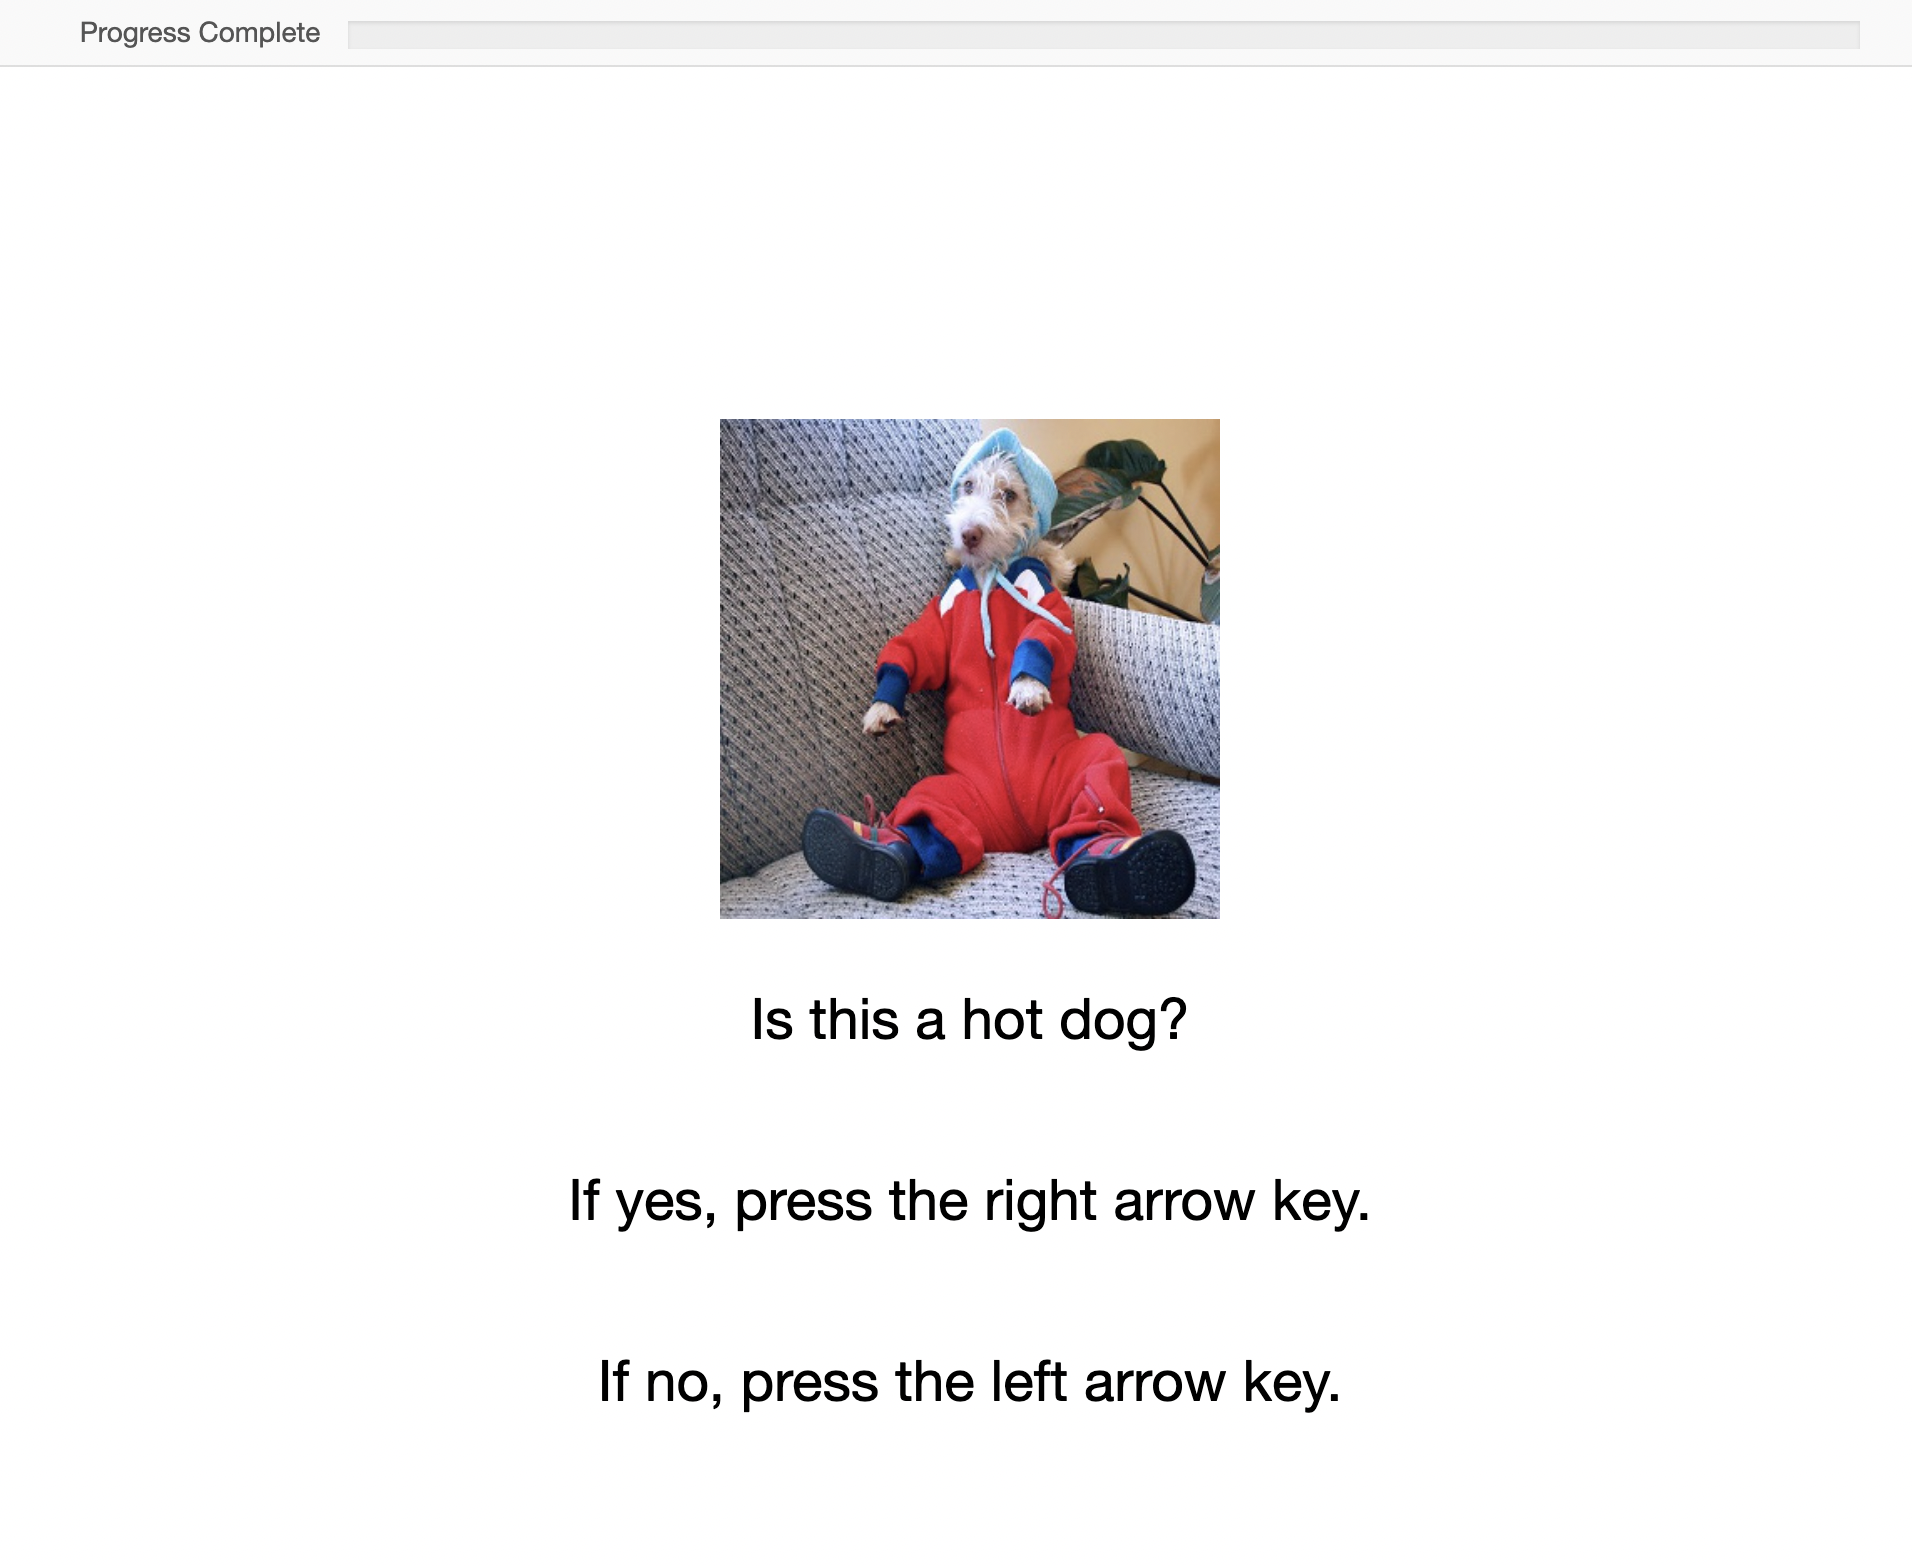 Progress Complete
Is this a hot dog?
If yes, press the right arrow key.
If no, press the left arrow key.